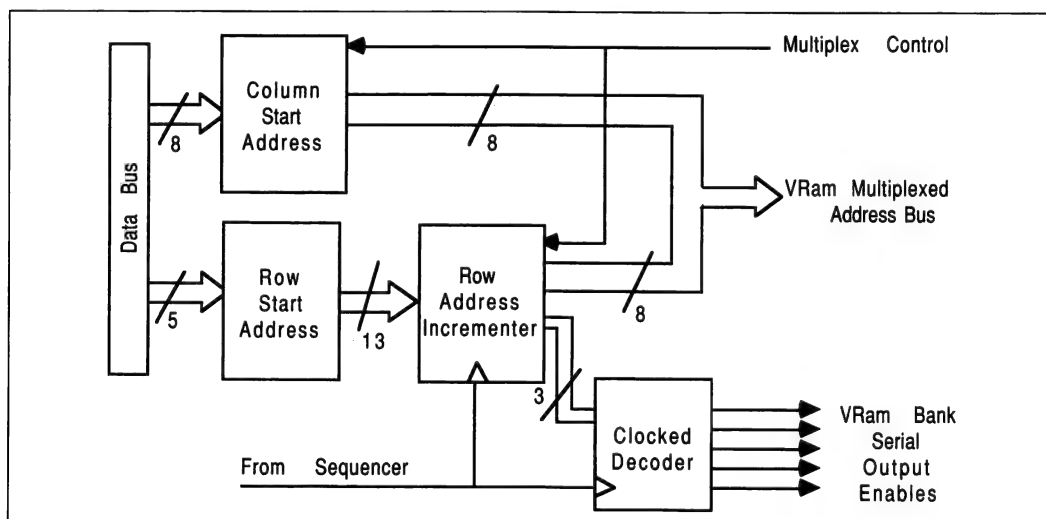 Multiplex Control
Column
Start
Address
8
8
Data Bus
VRam Multiplexed
Address Bus
Row
Start
Address
5
13
Row
Address
Incrementer
8
3
Clocked
Decoder
VRam Bank
Serial
Output
Enables
From Sequencer